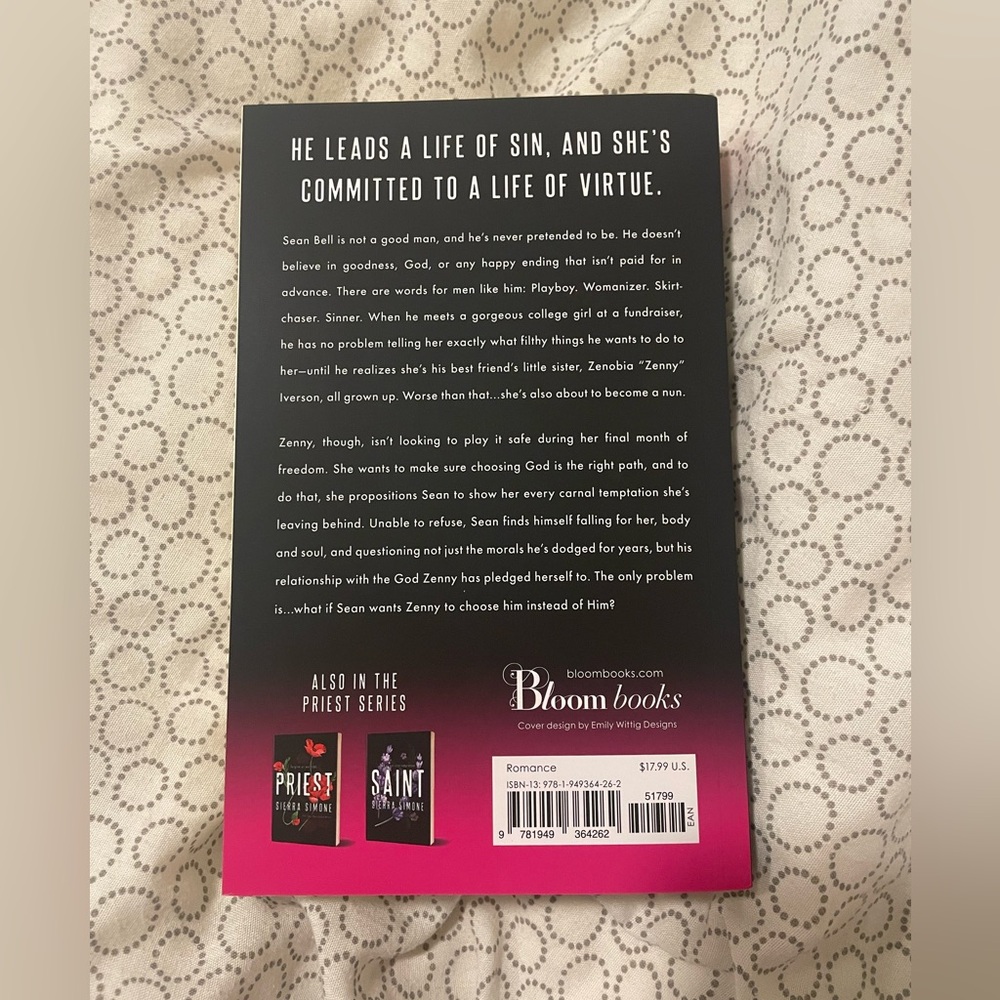 HE LEADS A LIFE OF SIN, AND SHE'S
COMMITTED TO A LIFE OF VIRTUE.
Sean Bell is not a good man, and he's never pretended to be. He doesn't
believe in goodness, God, or any happy ending that isn't paid for in
advance. There are words for men like him: Playboy. Womanizer. Skirt-
chaser. Sinner. When he meets a gorgeous college girl at a fundraiser,
he has no problem telling her exactly what filthy things he wants to do to
her—until he realizes she's his best friend's little sister, Zenobia "Zenny"
Iverson, all grown up. Worse than that...she's also about to become a nun.
Zenny, though, isn't looking to play it safe during her final month of
freedom. She wants to make sure choosing God is the right path, and to
do that, she propositions Sean to show her every carnal temptation she's
leaving behind. Unable to refuse, Sean finds himself falling for her, body
and soul, and questioning not just the morals he's dodged for years, but his
relationship with the God Zenny has pledged herself to. The only problem
is...what if Sean wants Zenny to choose him instead of Him?
ALSO IN THE
PRIEST SERIES
PRIEST
SIERRA SIMONE
SAINT
SIERRA SIMONE
bloombooks.com
Bloom books
Cover design by Emily Wittig Designs
Romance $17.99 U.S.
ISBN-13: 978-1-949364-26-2
51799
EAN
9 781949 364262